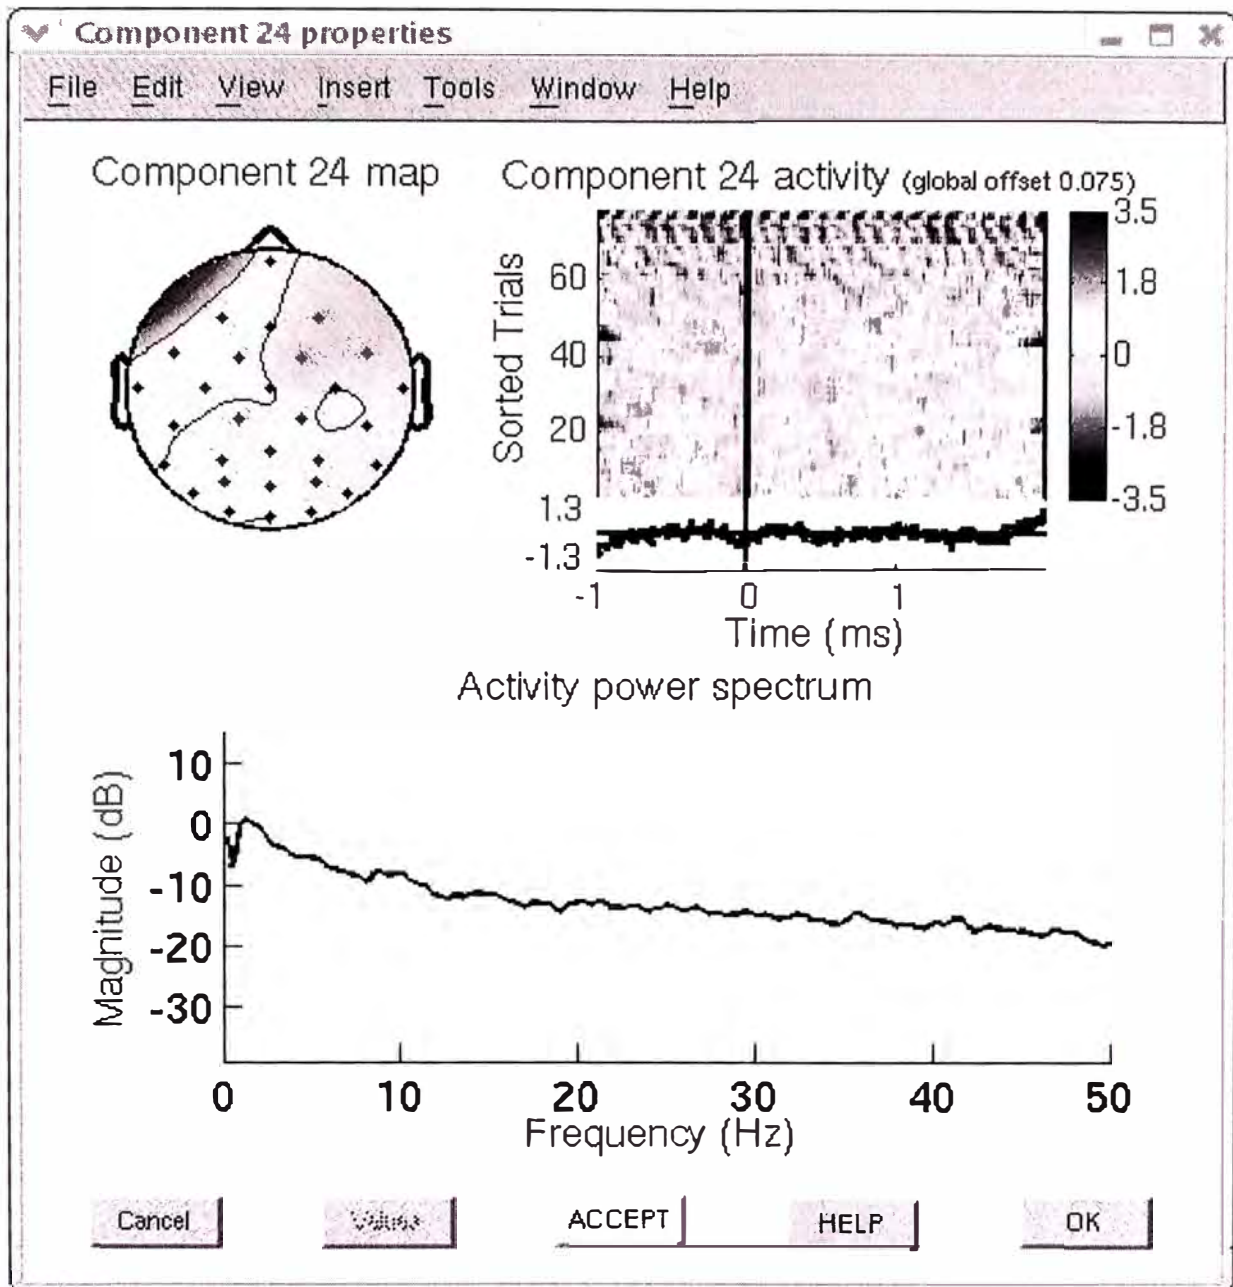 Component 24 properties
File Edit View Insert Tools Window Help
Component 24 map
Component 24 activity (global offset 0.075)
Sorted Trials
60
40
20
1.3
-1.3
3.5
1.8
0
-1.8
-3.5
-1 0 1
Time (ms)
Activity power spectrum
Magnitude (dB)
10
0
-10
-20
-30
0 10 20 30 40 50
Frequency (Hz)
Cancel Values ACCEPT HELP OK